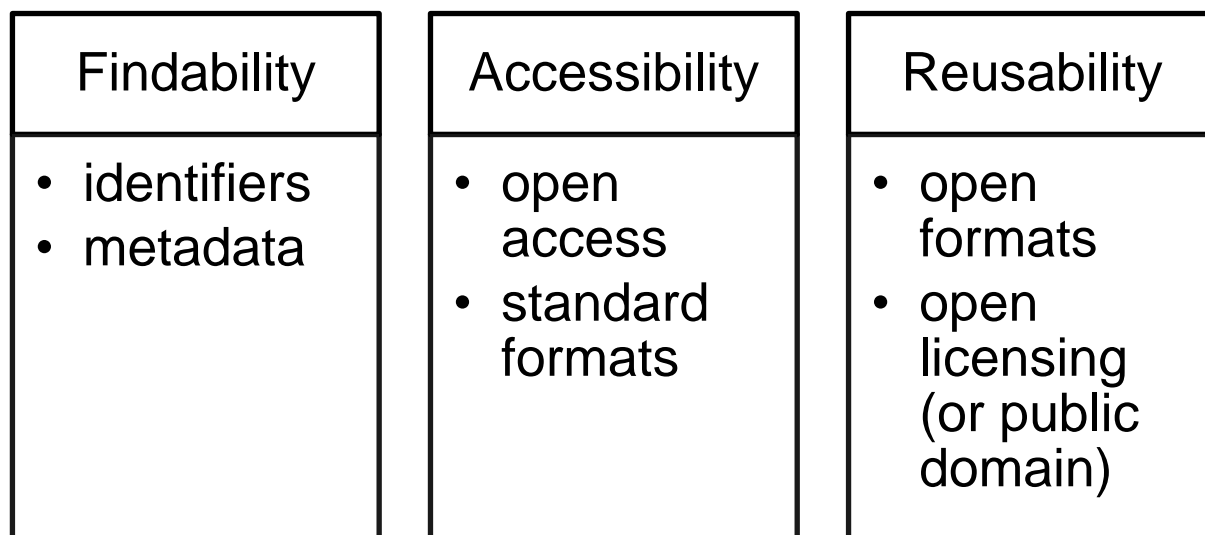 Findability
• identifiers
• metadata
Accessibility
• open
access
• standard
formats
Reusability
• open
formats
• open
licensing
(or public
domain)